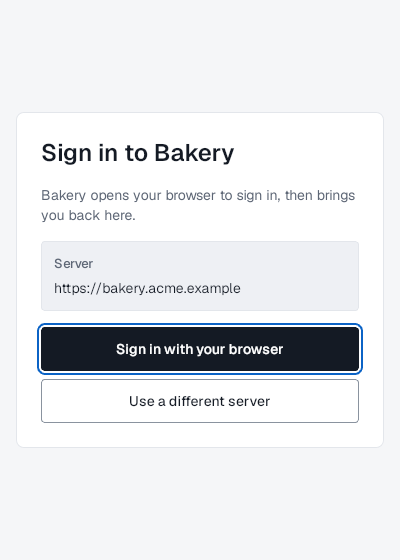 Sign in to Bakery
Bakery opens your browser to sign in, then brings
you back here.
Server
https://bakery.acme.example
Sign in with your browser
Use a different server